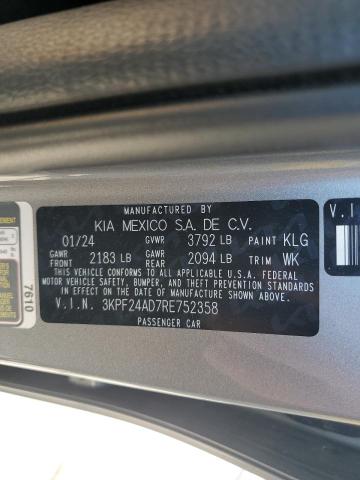 MANUFACTURED BY
KIA MEXICO S.A. DE C.V.
01/24 GVWR 3792 LB PAINT KLG
GAWR FRONT 2183 LB GAWR REAR 2094 LB TRIM WK
THIS VEHICLE CONFORMS TO ALL APPLICABLE U.S.A. FEDERAL
MOTOR VEHICLE SAFETY, BUMPER, AND THEFT PREVENTION STANDARDS
IN EFFECT ON THE DATE OF MANUFACTURE SHOWN ABOVE.
V.I.N. 3KPF24AD7RE752358
PASSENGER CAR
7610
V.I